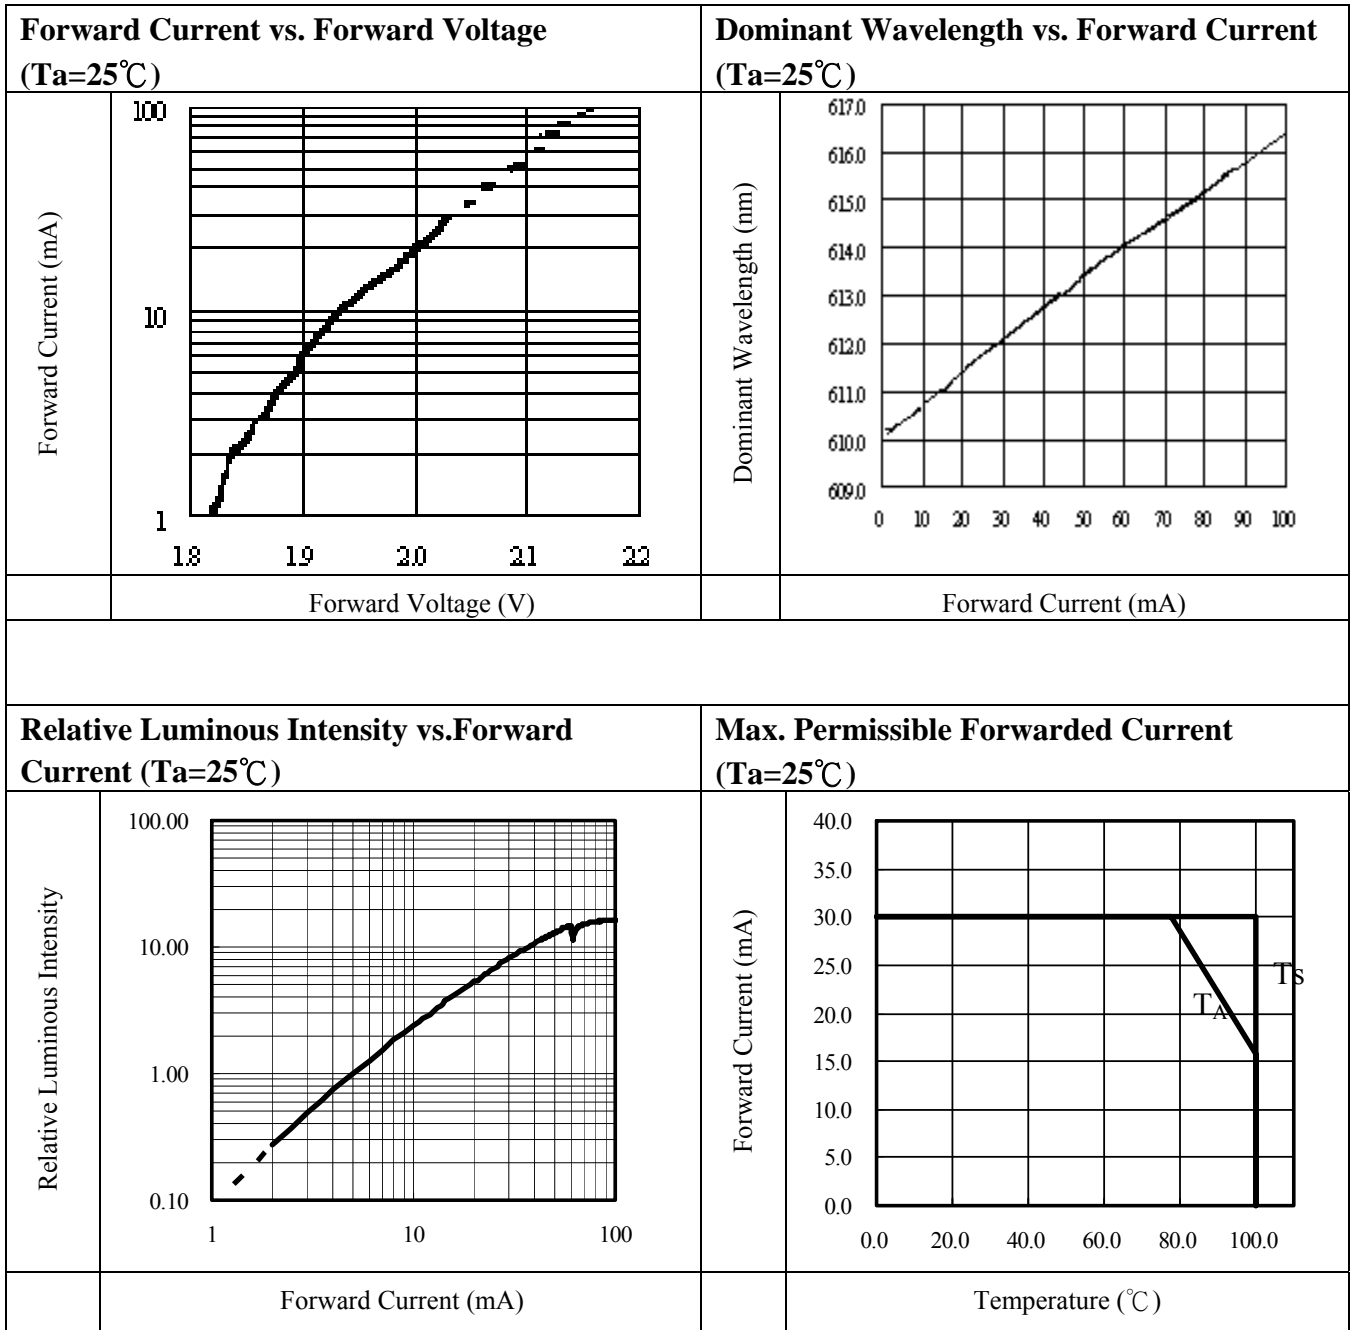 Forward Current vs. Forward Voltage
(Ta=25℃)
Dominant Wavelength vs. Forward Current
(Ta=25℃)
Forward Current (mA)
100
10
1
1.8 1.9 2.0 2.1 2.2
Forward Voltage (V)
Dominant Wavelength (nm)
617.0
616.0
615.0
614.0
613.0
612.0
611.0
610.0
609.0
0 10 20 30 40 50 60 70 80 90 100
Forward Current (mA)
Relative Luminous Intensity vs.Forward
Current (Ta=25℃)
Max. Permissible Forwarded Current
(Ta=25℃)
Relative Luminous Intensity
100.00
10.00
1.00
0.10
1 10 100
Forward Current (mA)
Forward Current (mA)
40.0
35.0
30.0
25.0
20.0
15.0
10.0
5.0
0.0
Ts
TA
0.0 20.0 40.0 60.0 80.0 100.0
Temperature (℃)